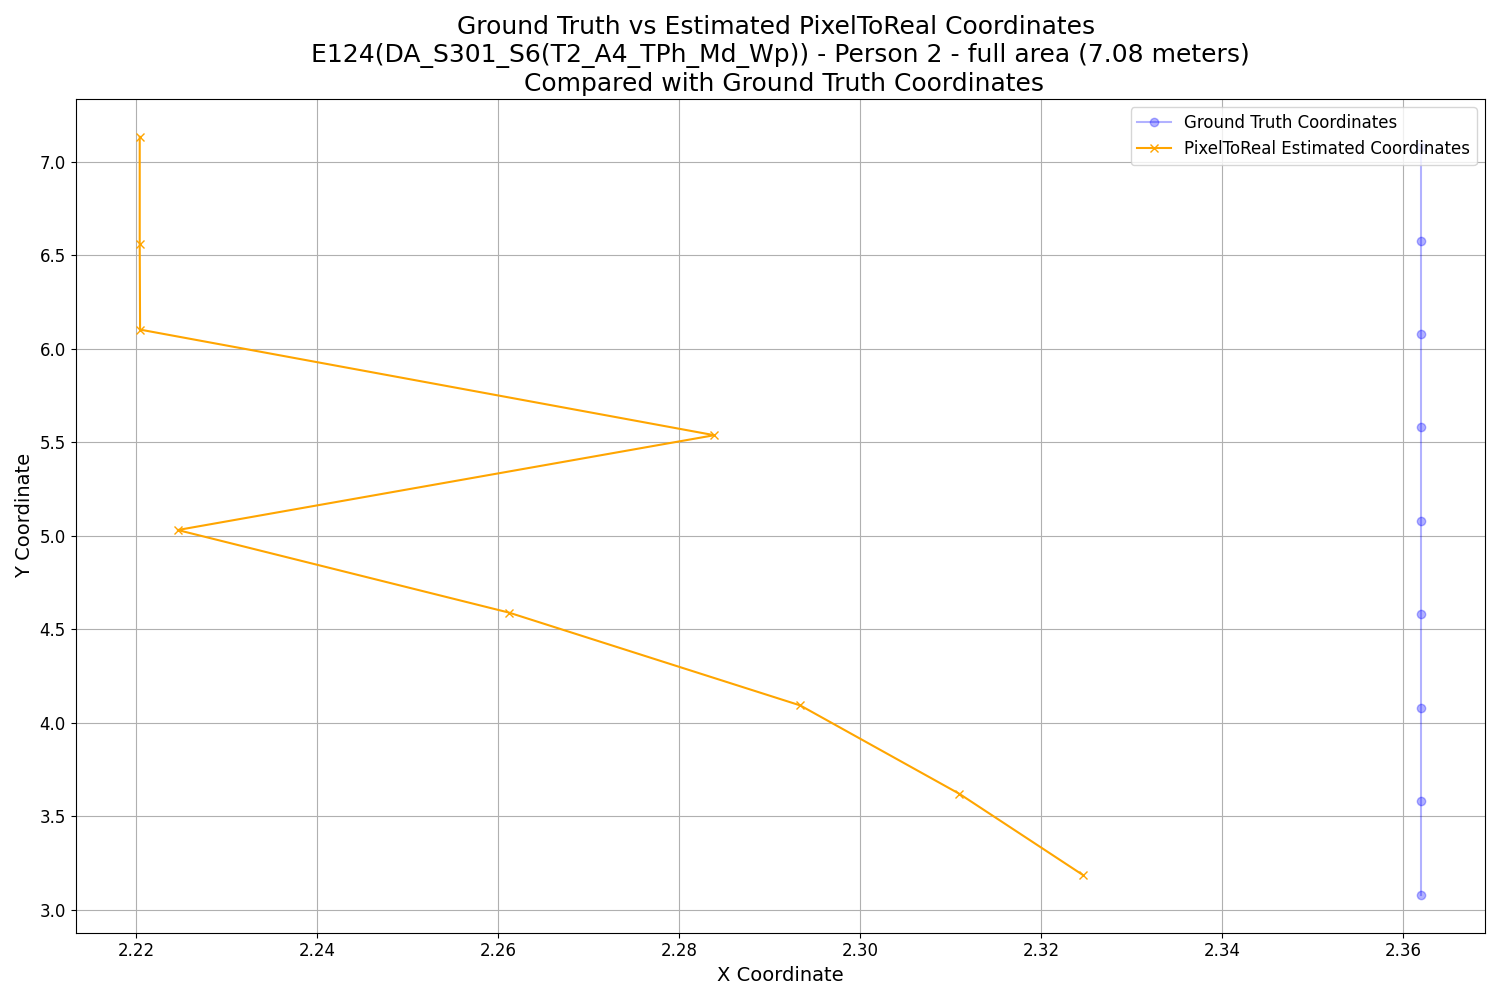 Ground Truth vs Estimated PixelToReal Coordinates
E124(DA_S301_S6(T2_A4_TPh_Md_Wp)) - Person 2 - full area (7.08 meters)
Compared with Ground Truth Coordinates
Ground Truth Coordinates
PixelToReal Estimated Coordinates
Y Coordinate
7.0
6.5
6.0
5.5
5.0
4.5
4.0
3.5
3.0
2.22 2.24 2.26 2.28 2.30 2.32 2.34 2.36
X Coordinate